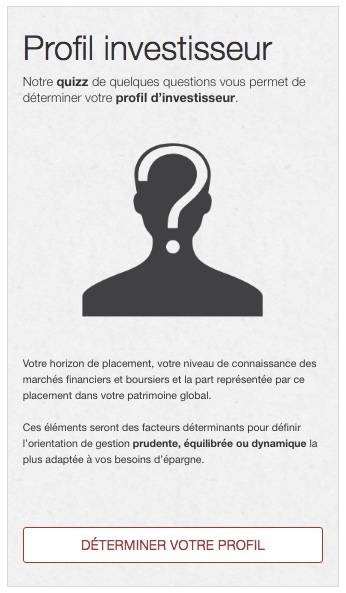 Profil investisseur
Notre quizz de quelques questions vous permet de
déterminer votre profil d'investisseur.
?
Votre horizon de placement, votre niveau de connaissance des
marchés financiers et boursiers et la part représentée par ce
placement dans votre patrimoine global.
Ces éléments seront des facteurs déterminants pour définir
l'orientation de gestion prudente, équilibrée ou dynamique la
plus adaptée à vos besoins d'épargne.
DÉTERMINER VOTRE PROFIL